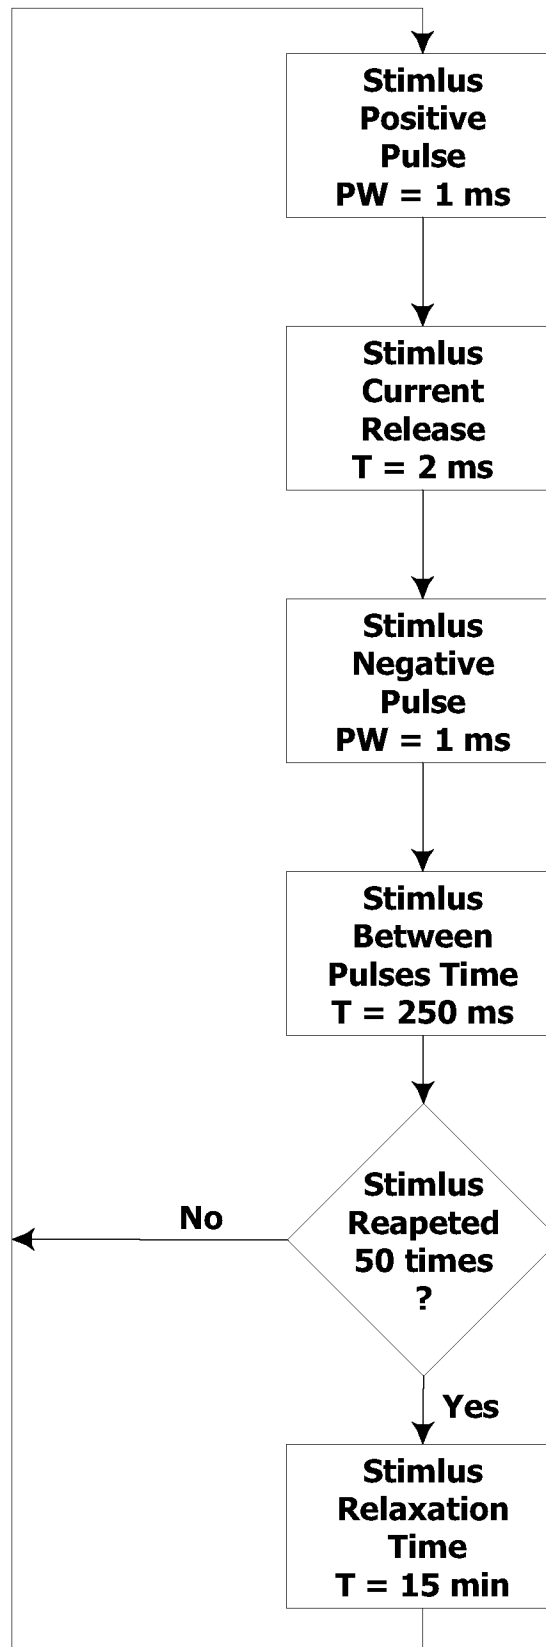 Stimlus
Positive
Pulse
PW = 1 ms
Stimlus
Current
Release
T = 2 ms
Stimlus
Negative
Pulse
PW = 1 ms
Stimlus
Between
Pulses Time
T = 250 ms
Stimlus
Reapeted
50 times
?
No
Yes
Stimlus
Relaxation
Time
T = 15 min